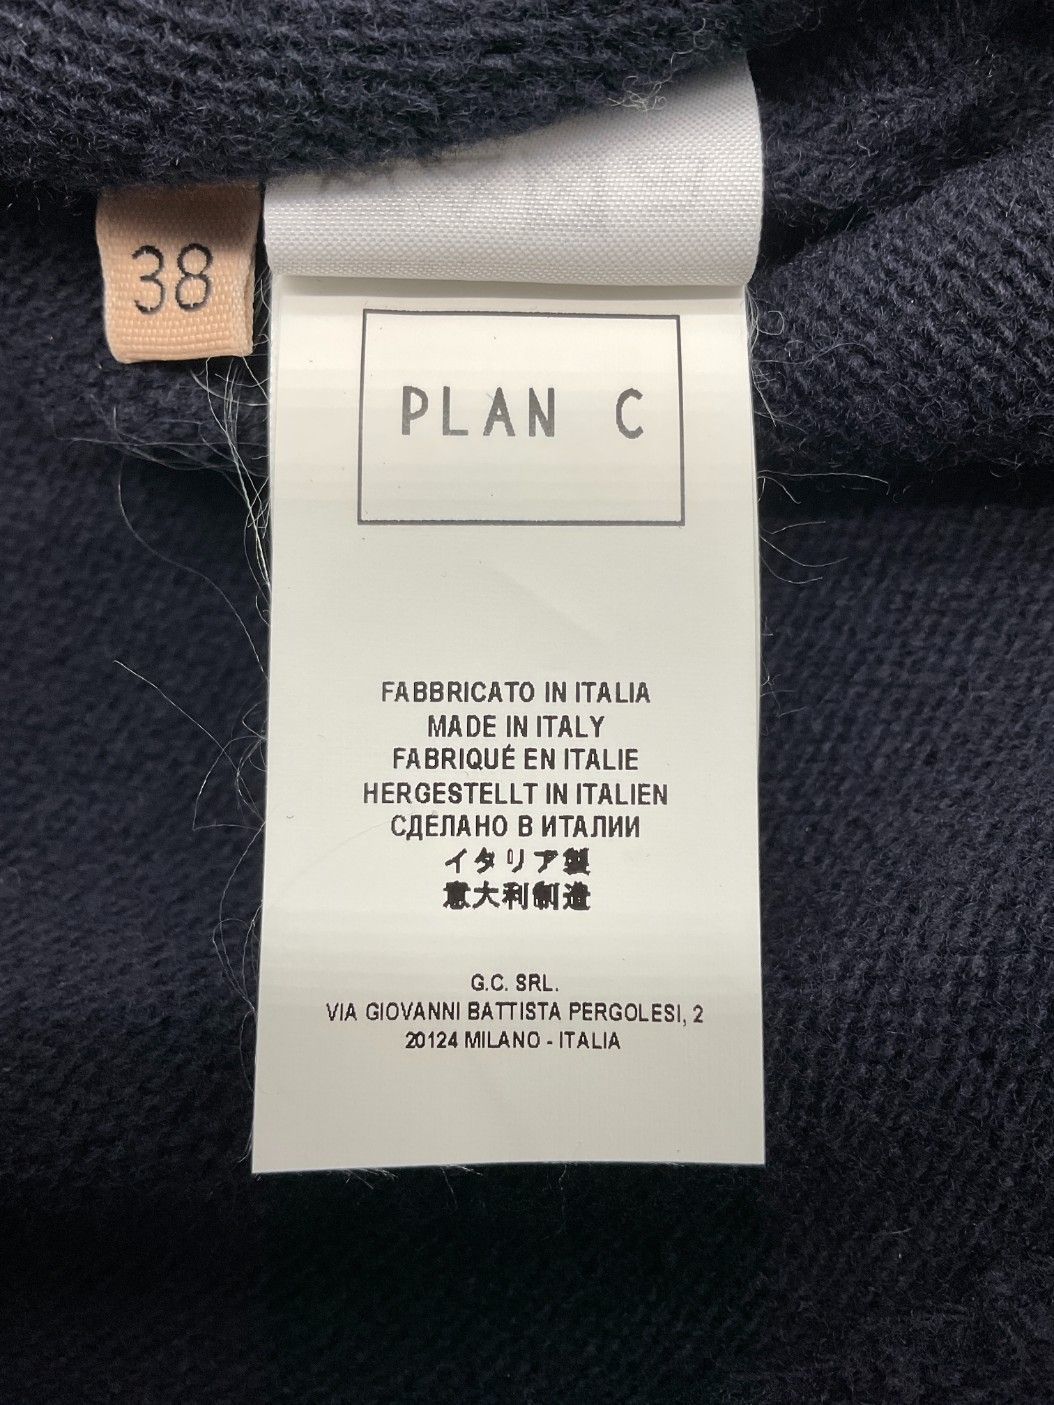 38
PLAN C
FABBRICATO IN ITALIA
MADE IN ITALY
FABRIQUÉ EN ITALIE
HERGESTELLT IN ITALIEN
СДЕЛАНО В ИТАЛИИ
イタリア製
意大利制造
G.C. SRL.
VIA GIOVANNI BATTISTA PERGOLESI, 2
20124 MILANO - ITALIA